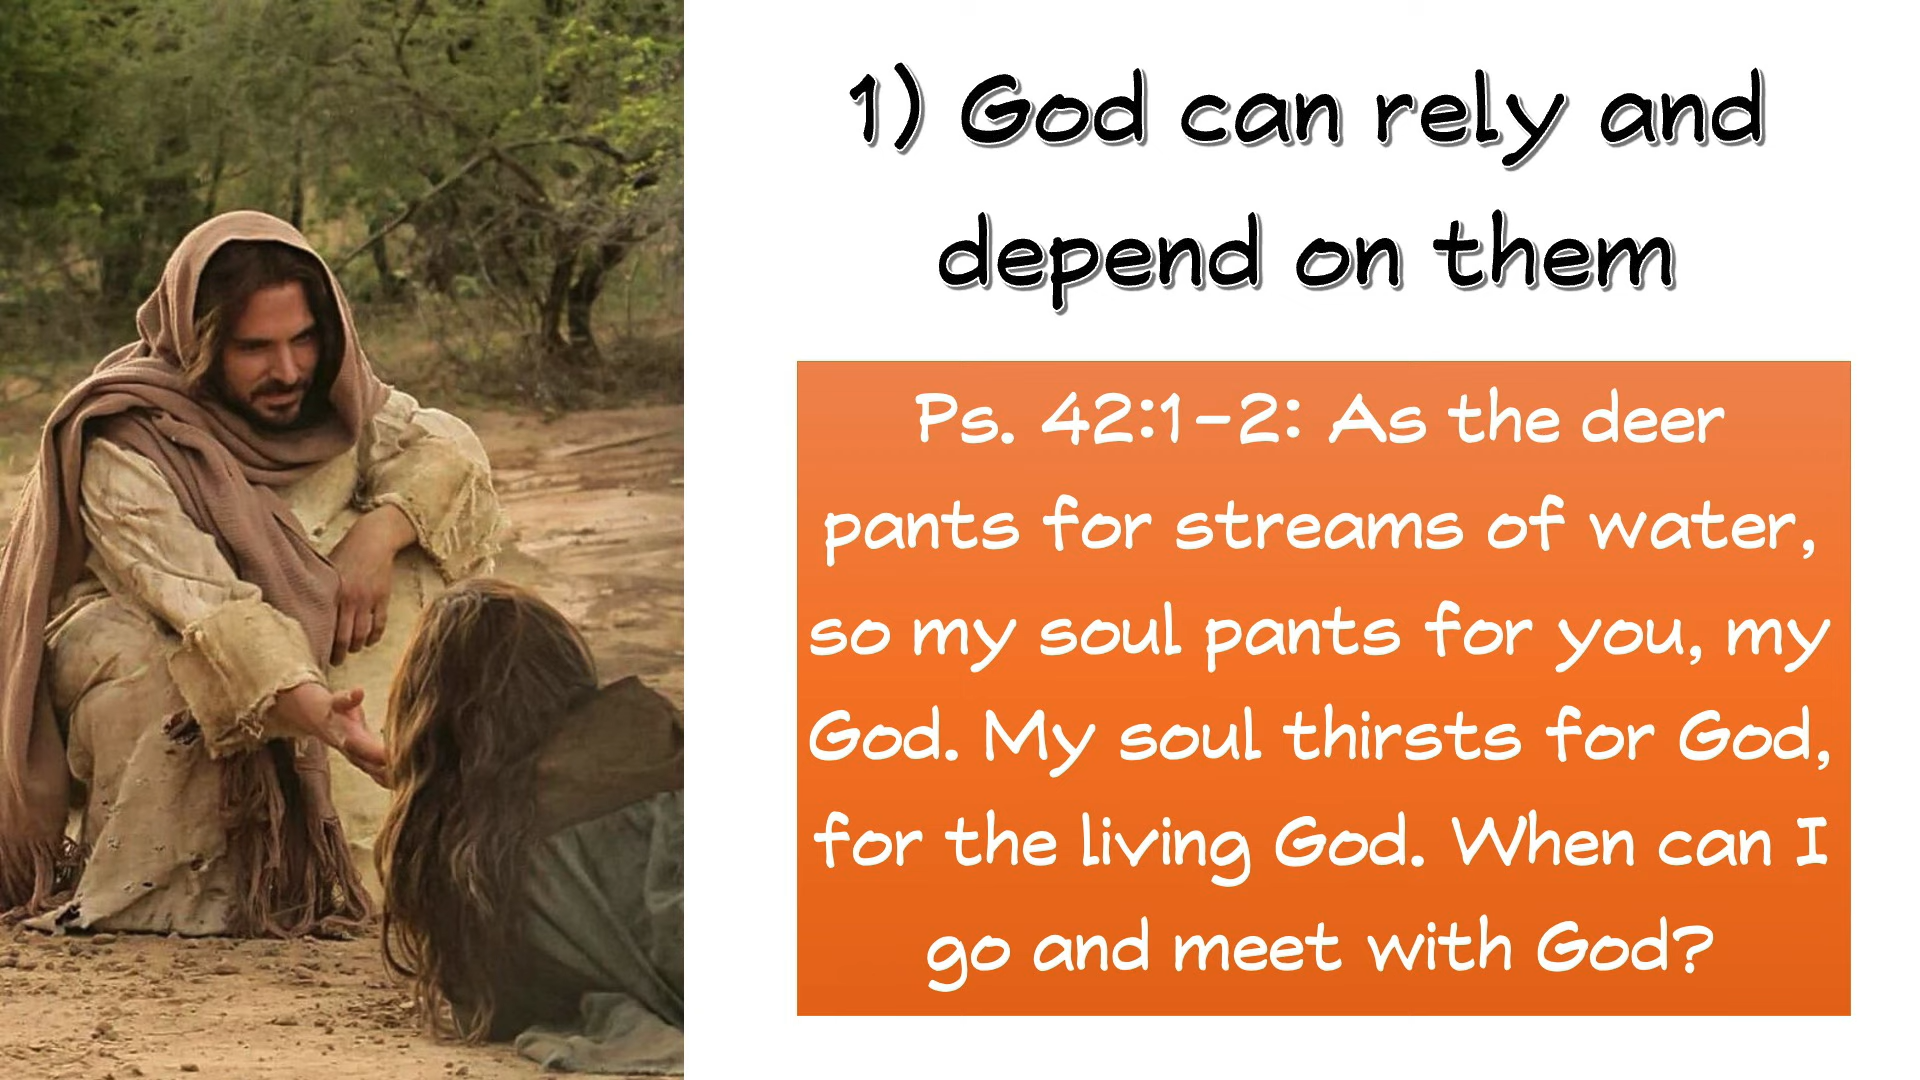 1) God can rely and
depend on them
Ps. 42:1-2: As the deer
pants for streams of water,
so my soul pants for you, my
God. My soul thirsts for God,
for the living God. When can I
go and meet with God?